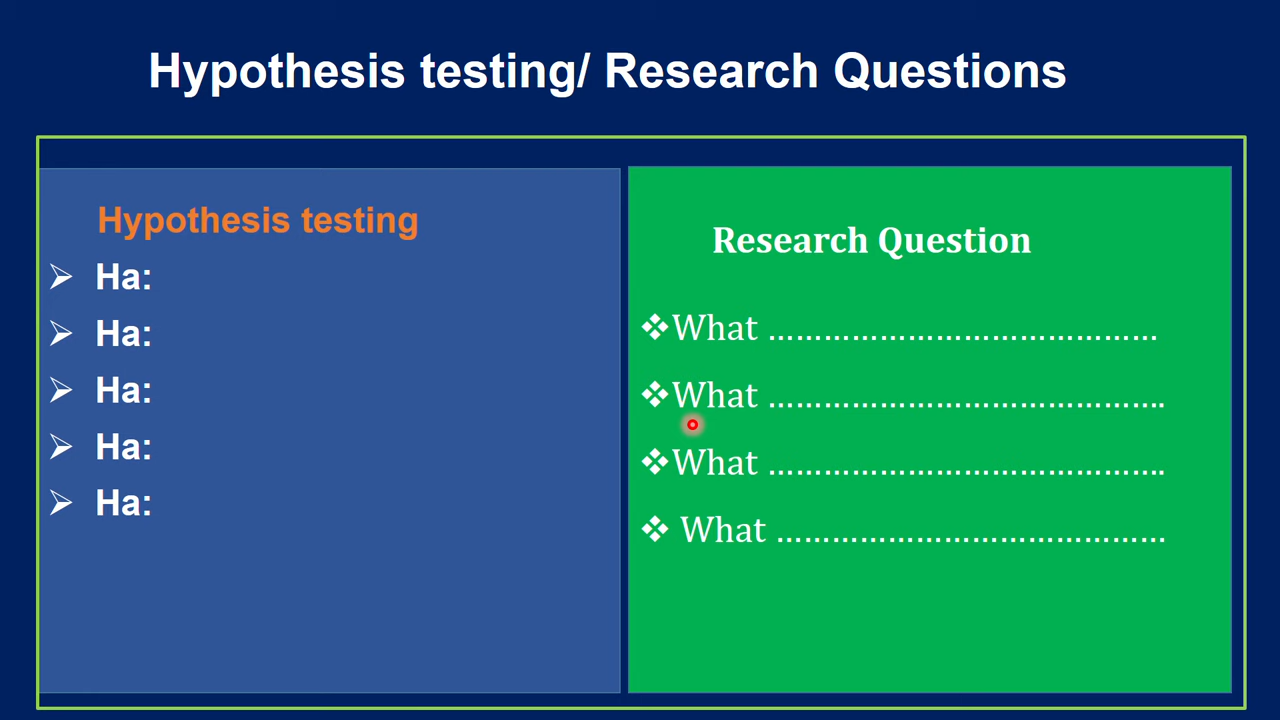 Hypothesis testing/ Research Questions
Hypothesis testing
➢ Ha:
➢ Ha:
➢ Ha:
➢ Ha:
➢ Ha:
Research Question
❖What ……………………………………
❖What …………………………………….
❖What …………………………………….
❖ What ……………………………………